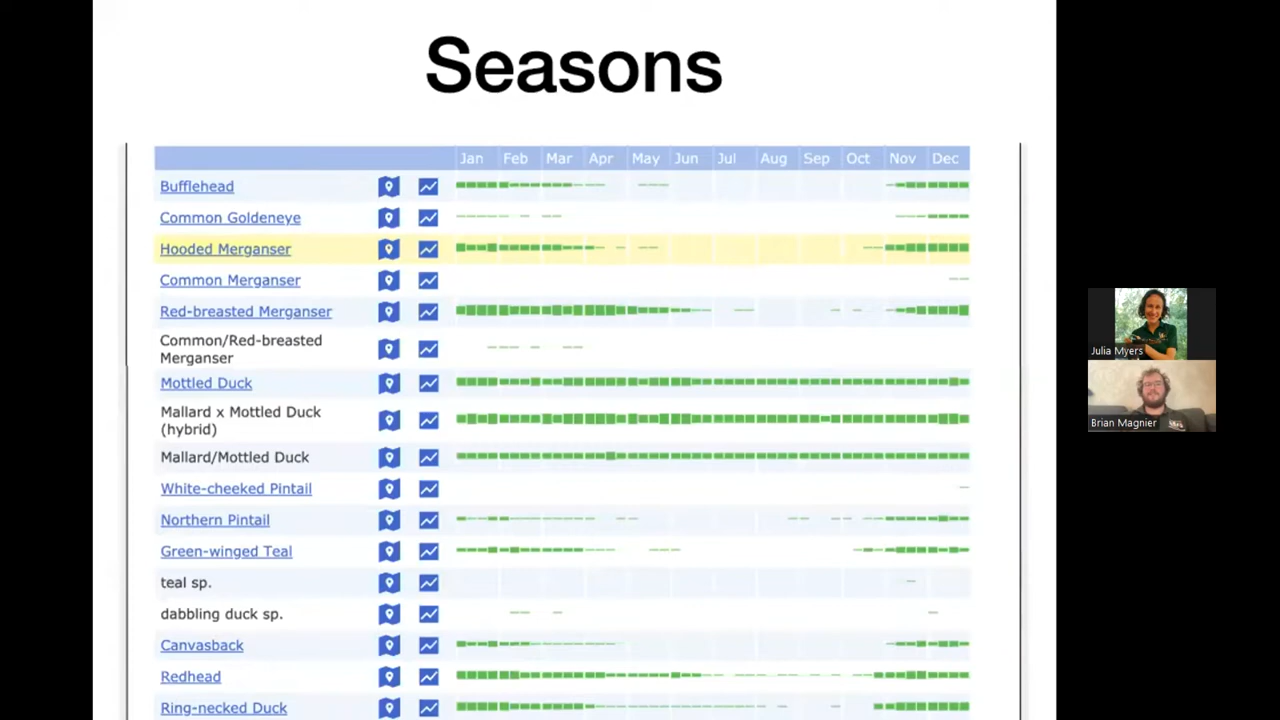 Seasons
Jan Feb Mar Apr May Jun Jul Aug Sep Oct Nov Dec
Bufflehead
Common Goldeneye
Hooded Merganser
Common Merganser
Red-breasted Merganser
Common/Red-breasted
Merganser
Mottled Duck
Mallard x Mottled Duck
(hybrid)
Mallard/Mottled Duck
White-cheeked Pintail
Northern Pintail
Green-winged Teal
teal sp.
dabbling duck sp.
Canvasback
Redhead
Ring-necked Duck
Julia Myers
Brian Magnier